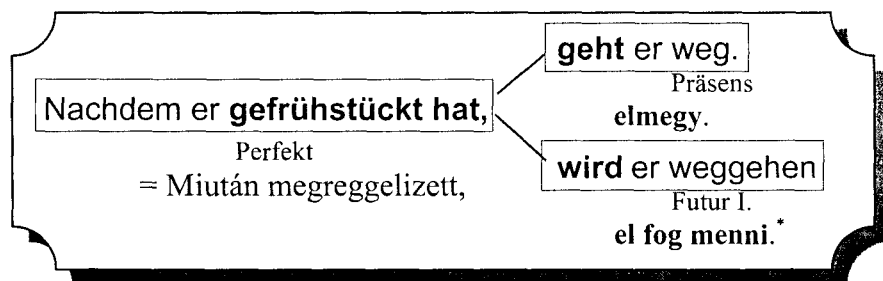 geht er weg.
Präsens
elmegy.
Nachdem er gefrühstückt hat,
Perfekt
= Miután megreggelizett,
wird er weggehen
Futur I.
el fog menni.*